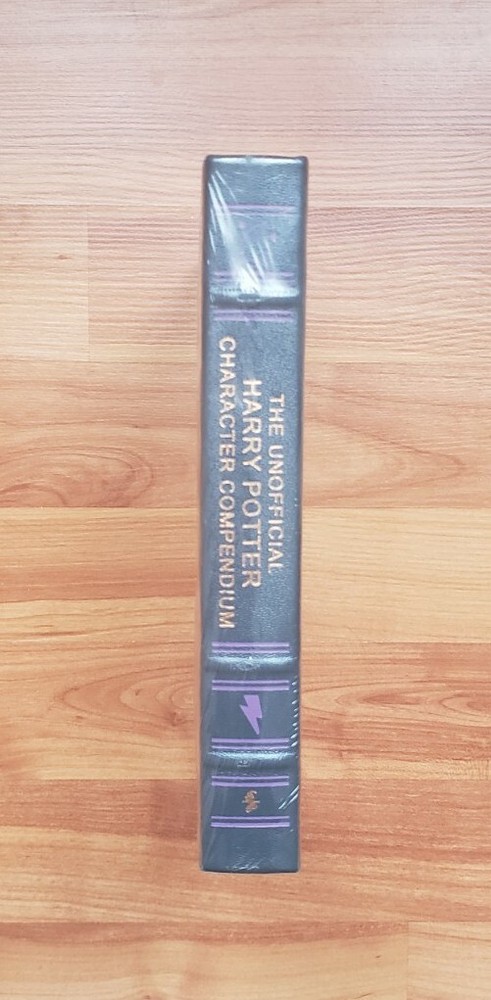 THE UNOFFICIAL
HARRY POTTER
CHARACTER COMPENDIUM